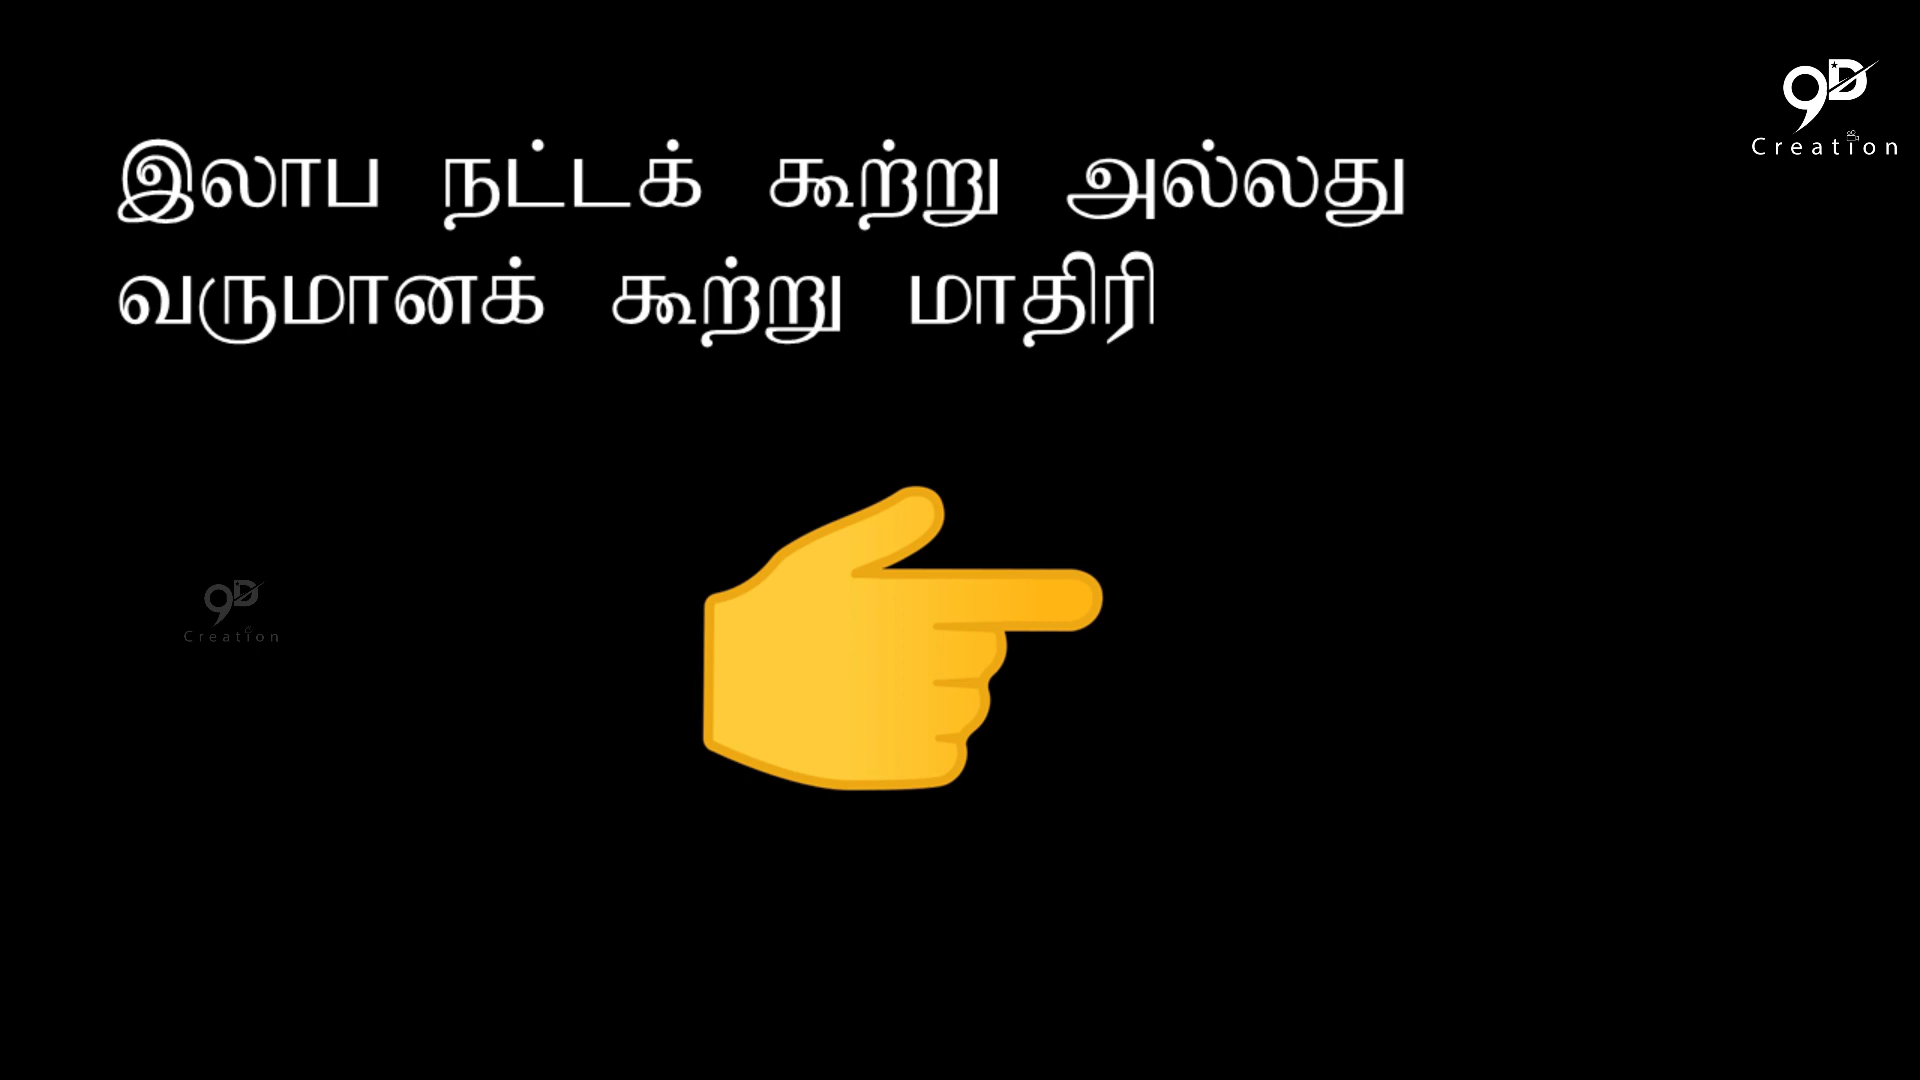 இலாப நட்டக் கூற்று அல்லது
வருமானக் கூற்று மாதிரி
9D
Creation
9D
Creation